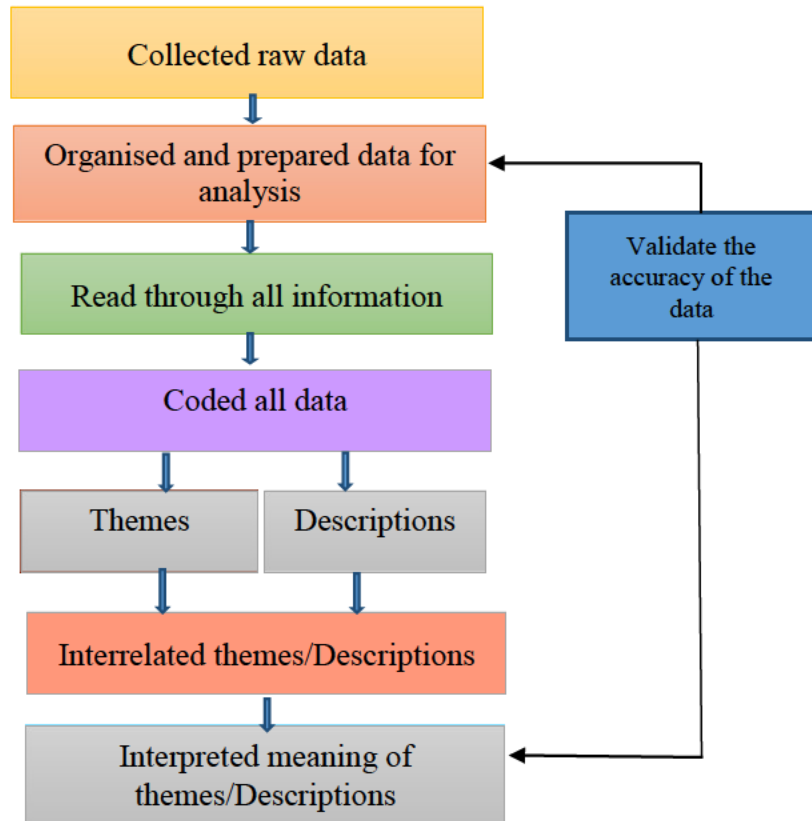 Collected raw data
Organised and prepared data for
analysis
Validate the
accuracy of the
data
Read through all information
Coded all data
Themes
Descriptions
Interrelated themes/Descriptions
Interpreted meaning of
themes/Descriptions